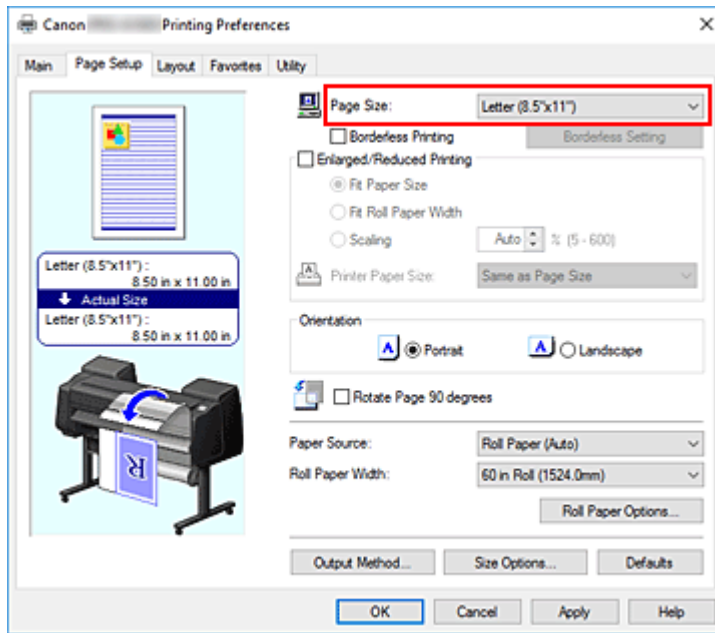 Canon Printing Preferences
Main Page Setup Layout Favorites Utility
Page Size: Letter (8.5"x11")
Borderless Printing Borderless Setting
Enlarged/Reduced Printing
Fit Paper Size
Fit Roll Paper Width
Scaling Auto % (5 - 600)
Printer Paper Size: Same as Page Size
Letter (8.5"x11") :
8.50 in x 11.00 in
Actual Size
Letter (8.5"x11") :
8.50 in x 11.00 in
Orientation
A Portrait A Landscape
Rotate Page 90 degrees
R
Paper Source: Roll Paper (Auto)
Roll Paper Width: 60 in Roll (1524.0mm)
Roll Paper Options...
Output Method... Size Options... Defaults
OK Cancel Apply Help